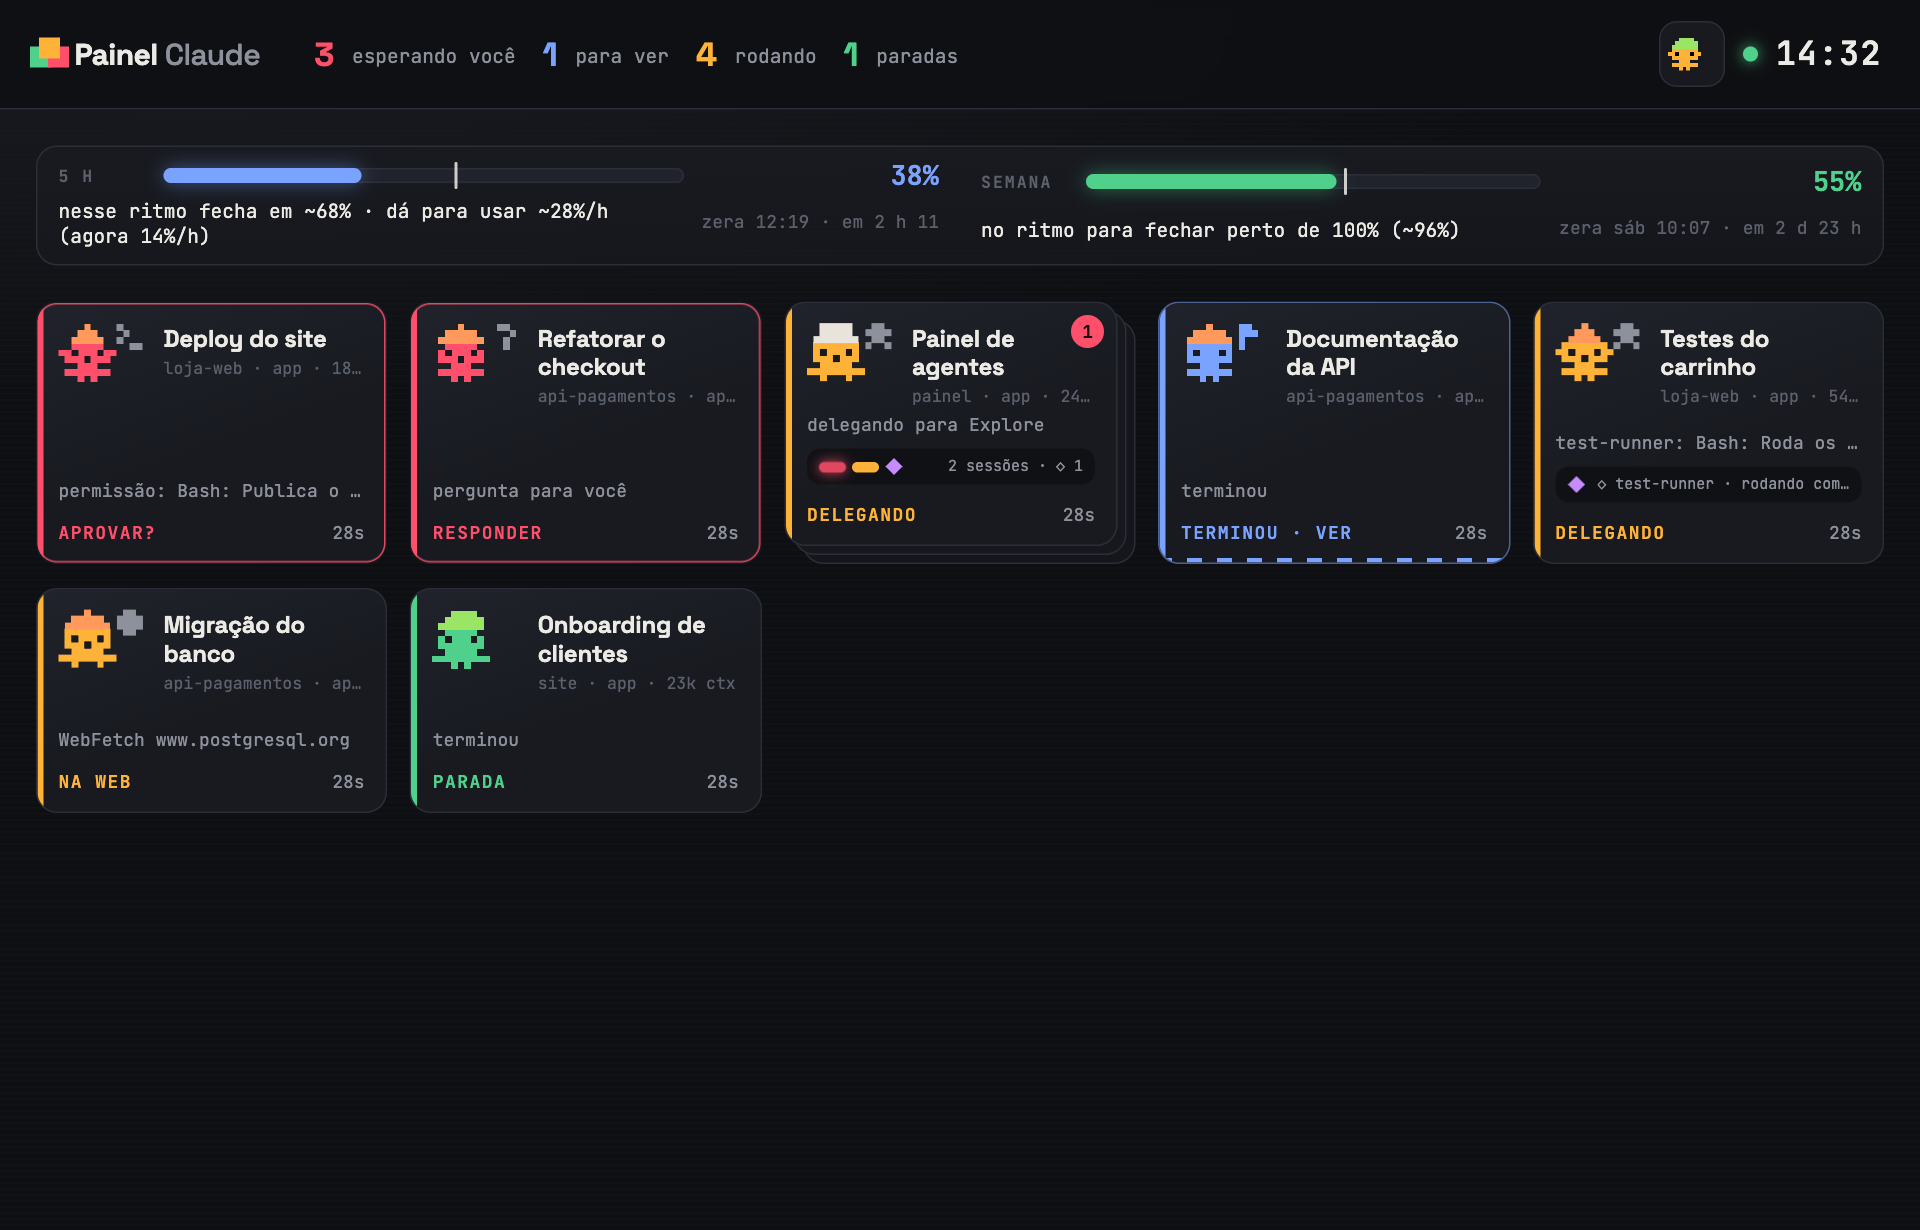 Painel Claude
3 esperando você 1 para ver 4 rodando 1 paradas
14:32
5 H
38%
nesse ritmo fecha em ~68% · dá para usar ~28%/h
(agora 14%/h)
zera 12:19 · em 2 h 11
SEMANA
55%
no ritmo para fechar perto de 100% (~96%)
zera sáb 10:07 · em 2 d 23 h
Deploy do site
loja-web · app · 18…
permissão: Bash: Publica o …
APROVAR? 28s
Refatorar o
checkout
api-pagamentos · ap…
pergunta para você
RESPONDER 28s
Painel de
agentes
1
painel · app · 24…
delegando para Explore
2 sessões · ◇ 1
DELEGANDO 28s
Documentação
da API
api-pagamentos · ap…
terminou
TERMINOU · VER 28s
Testes do
carrinho
loja-web · app · 54…
test-runner: Bash: Roda os …
◇ test-runner · rodando com…
DELEGANDO 28s
Migração do
banco
api-pagamentos · ap…
WebFetch www.postgresql.org
NA WEB 28s
Onboarding de
clientes
site · app · 23k ctx
terminou
PARADA 28s